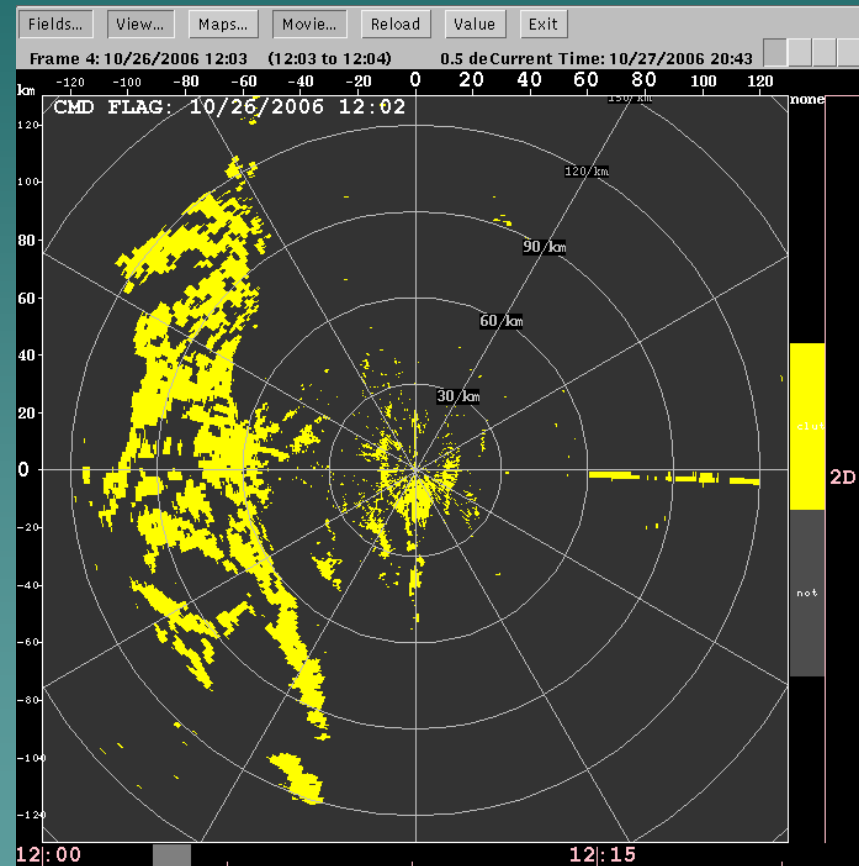 Fields... View... Maps... Movie... Reload Value Exit
Frame 4: 10/26/2006 12:03 (12:03 to 12:04) 0.5 deCurrent Time: 10/27/2006 20:43
km -120 -100 -80 -60 -40 -20 0 20 40 60 80 100 120
none
CMD FLAG: 10/26/2006 12:02
150/km
120
120/km
100
80
90/km
60
60/km
40
30/km
20
clut
0
2D
-20
-40
not
-60
-80
-100
-120
12:00 12:15